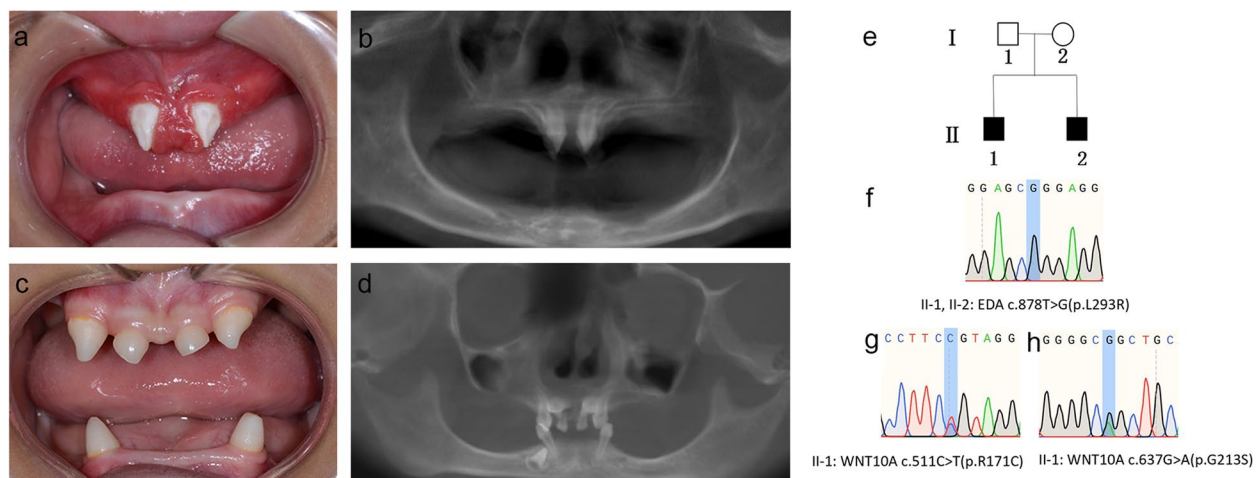 a
b
c
d
e
I
1
2
II
1
2
f
G G A G C G G G A G G
II-1, II-2: EDA c.878T>G(p.L293R)
g
C C T T C C G T A G G
II-1: WNT10A c.511C>T(p.R171C)
h
G G G G C G G C T G C
II-1: WNT10A c.637G>A(p.G213S)